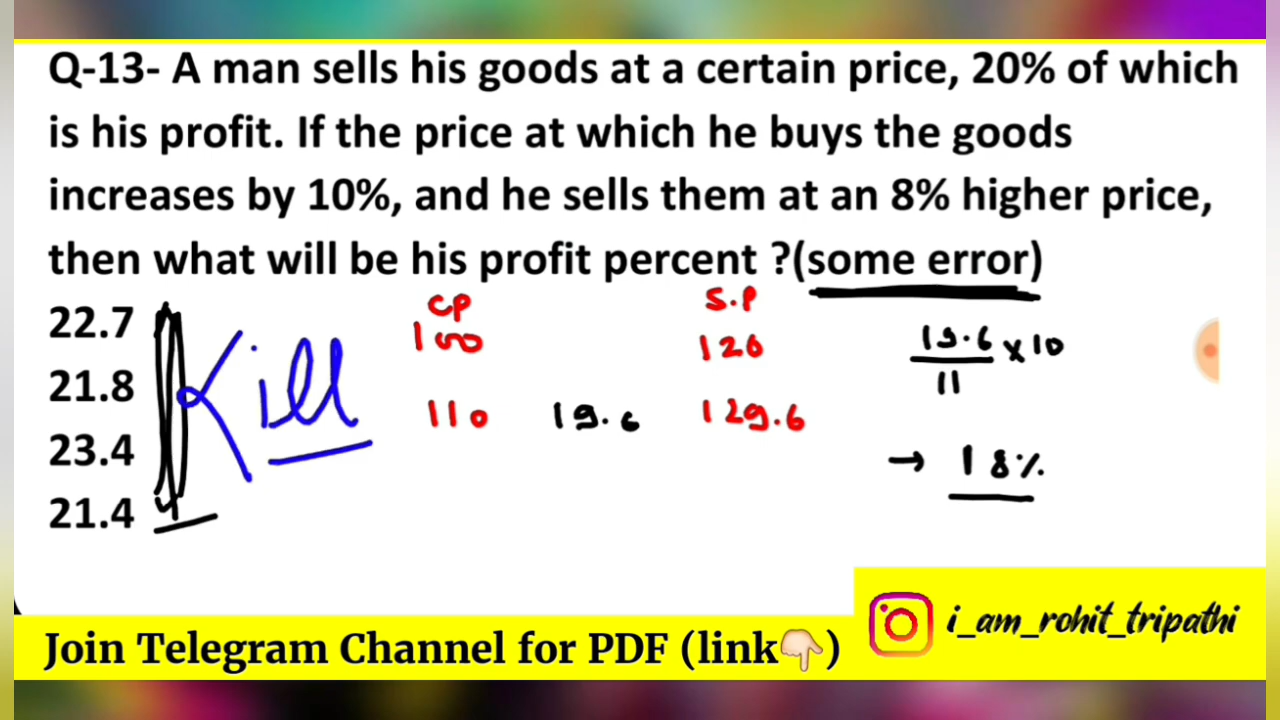 Q-13- A man sells his goods at a certain price, 20% of which
is his profit. If the price at which he buys the goods
increases by 10%, and he sells them at an 8% higher price,
then what will be his profit percent ?(some error)
22.7
21.8
23.4
21.4
Kill
CP S.P
100 120
110 19.6 129.6
19.6 × 10
11
→ 18%
Join Telegram Channel for PDF (link👇)
i_am_rohit_tripathi